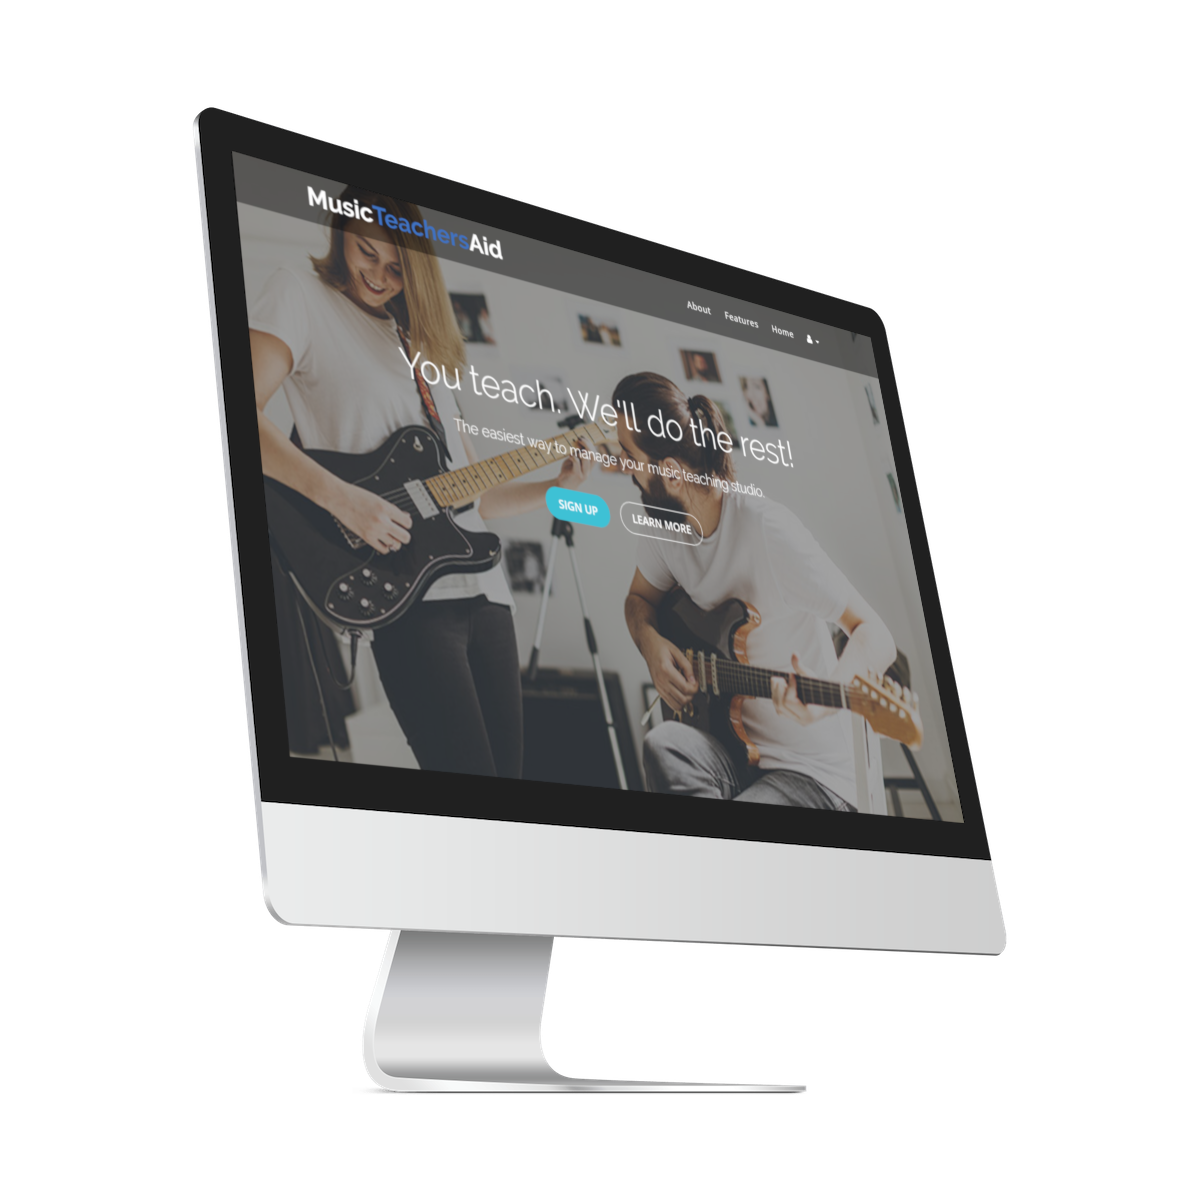 MusicTeachersAid
About Features Home
You teach. We'll do the rest!
The easiest way to manage your music teaching studio.
SIGN UP LEARN MORE